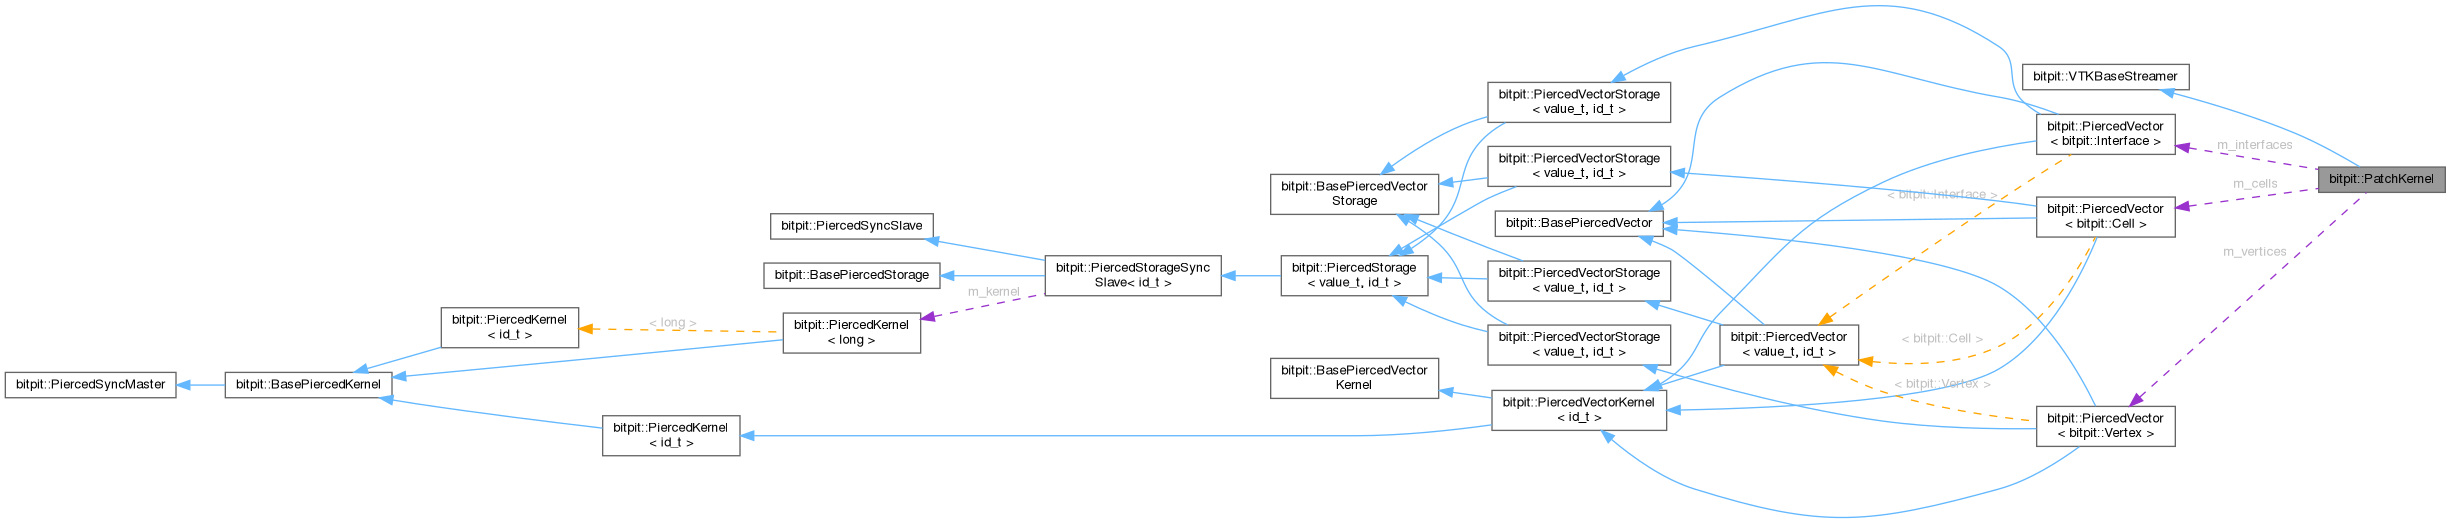 bitpit::PiercedVectorStorage
< value_t, id_t >
bitpit::VTKBaseStreamer
bitpit::PiercedVector
< bitpit::Interface >
m_interfaces
bitpit::PatchKernel
bitpit::PiercedVectorStorage
< value_t, id_t >
bitpit::BasePiercedVector
Storage
< bitpit::Interface >
m_cells
bitpit::PiercedVector
< bitpit::Cell >
bitpit::PiercedSyncSlave
bitpit::BasePiercedVector
m_vertices
bitpit::BasePiercedStorage
bitpit::PiercedStorageSync
Slave< id_t >
bitpit::PiercedStorage
< value_t, id_t >
bitpit::PiercedVectorStorage
< value_t, id_t >
m_kernel
bitpit::PiercedKernel
< id_t >
< long >
bitpit::PiercedKernel
< long >
bitpit::PiercedVectorStorage
< value_t, id_t >
bitpit::PiercedVector
< value_t, id_t >
< bitpit::Cell >
bitpit::PiercedSyncMaster
bitpit::BasePiercedKernel
bitpit::BasePiercedVector
Kernel
< bitpit::Vertex >
bitpit::PiercedKernel
< id_t >
bitpit::PiercedVectorKernel
< id_t >
bitpit::PiercedVector
< bitpit::Vertex >